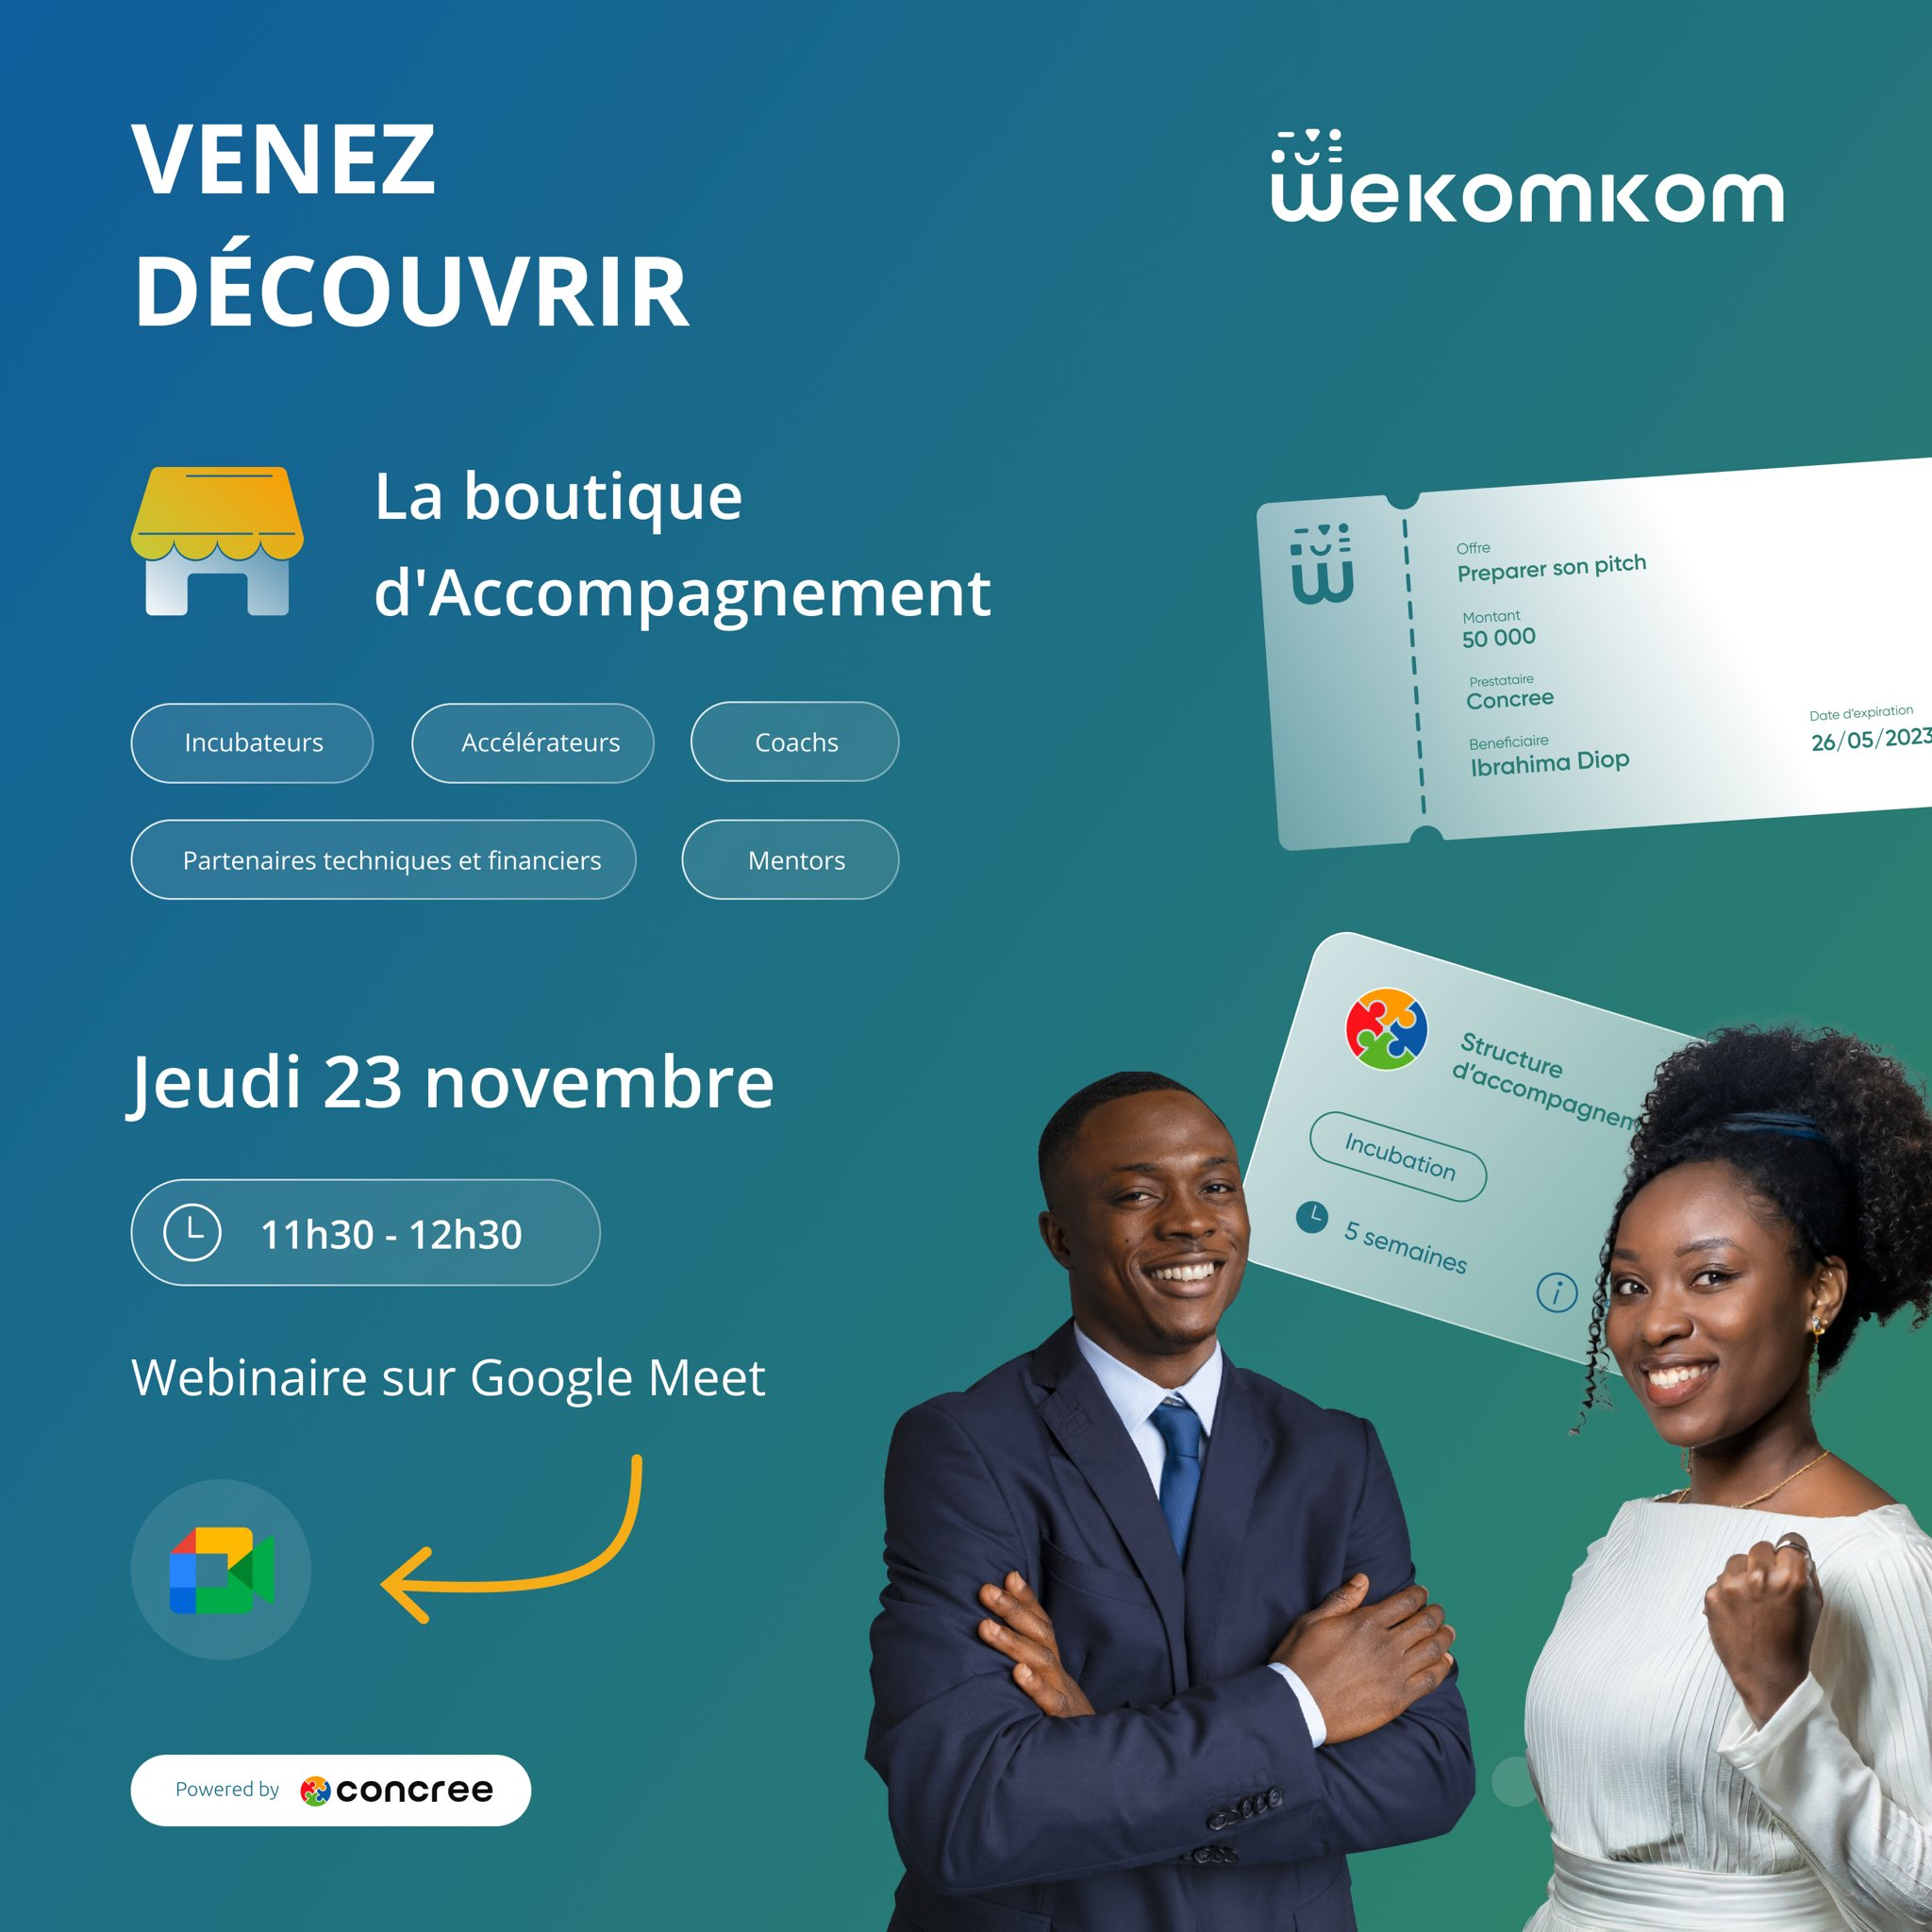 VENEZ
DÉCOUVRIR
wekomkom
La boutique
d'Accompagnement
Incubateurs
Accélérateurs
Coachs
Partenaires techniques et financiers
Mentors
w
Offre
Preparer son pitch
Montant
50 000
Prestataire
Concree
Beneficiaire
Ibrahima Diop
Date d'expiration
26/05/2023
Structure
d'accompagnem
Incubation
5 semaines
i
Jeudi 23 novembre
11h30 - 12h30
Webinaire sur Google Meet
Powered by concree